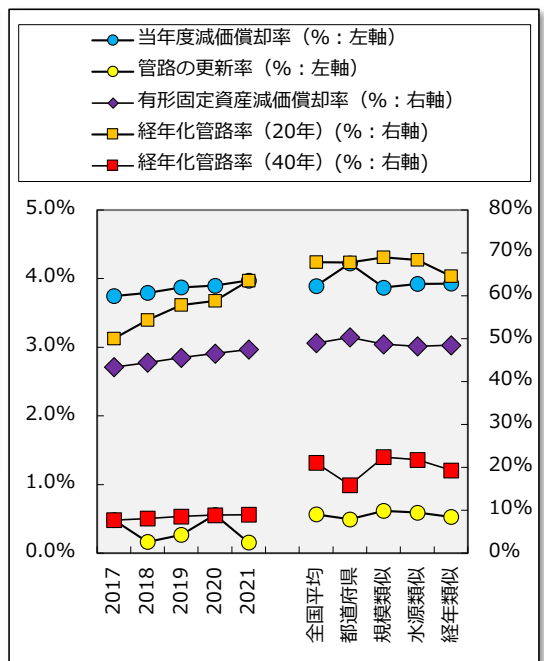 当年度減価償却率（%：左軸）
管路の更新率（%：左軸）
有形固定資産減価償却率（%：右軸）
経年化管路率（20年）(%：右軸)
経年化管路率（40年）(%：右軸)
5.0%
4.0%
3.0%
2.0%
1.0%
0.0%
80%
70%
60%
50%
40%
30%
20%
10%
0%
2017
2018
2019
2020
2021
全国平均
都道府県
規模類似
水源類似
経年類似